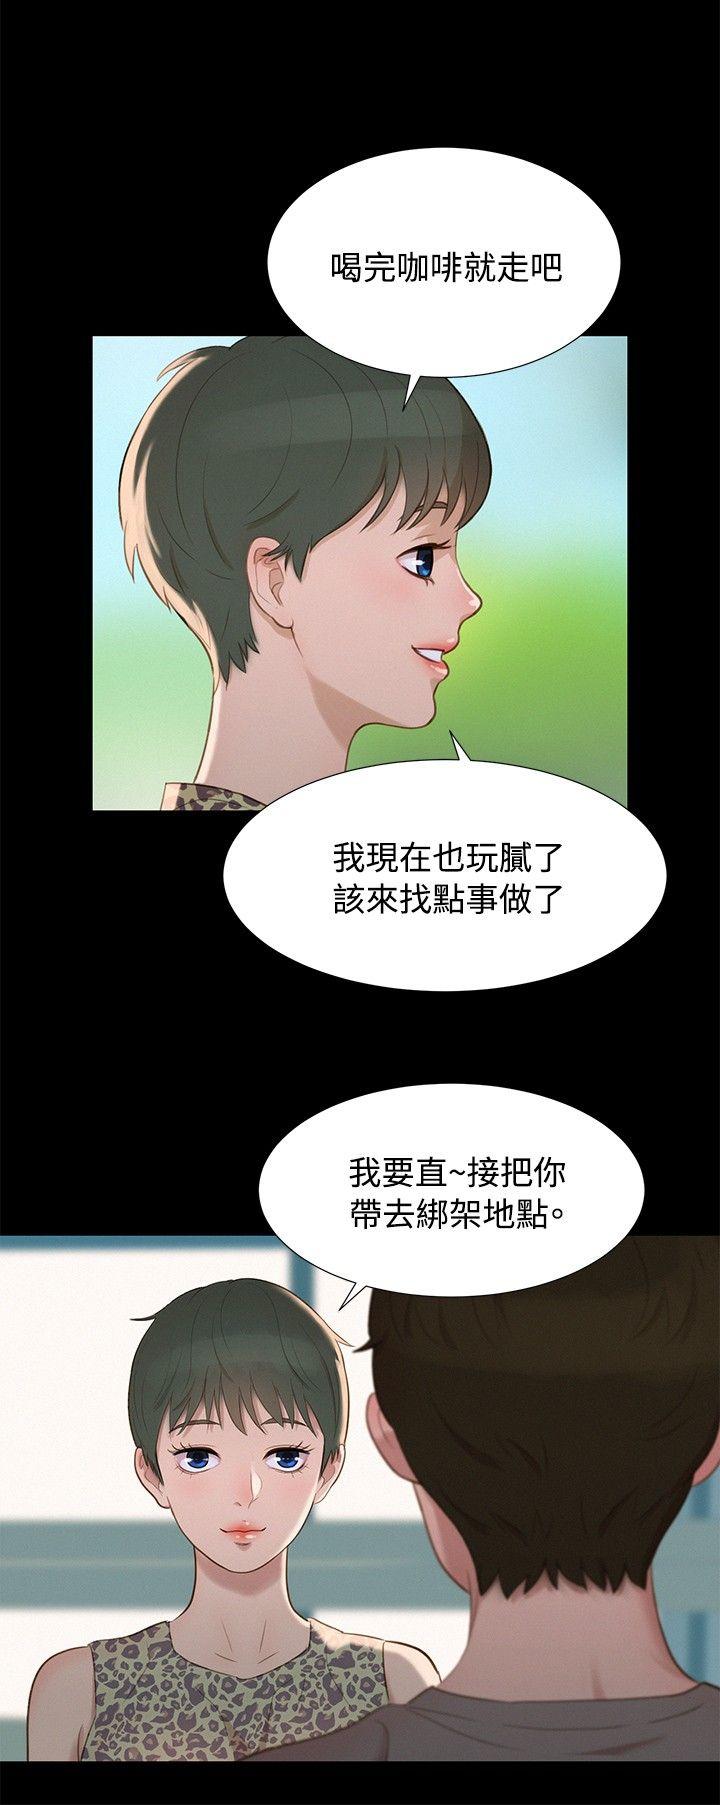 喝完咖啡就走吧
我現在也玩膩了
該來找點事做了
我要直~接把你
帶去綁架地點。